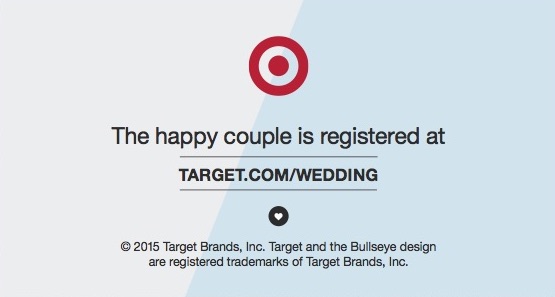 The happy couple is registered at
TARGET.COM/WEDDING
© 2015 Target Brands, Inc. Target and the Bullseye design
are registered trademarks of Target Brands, Inc.